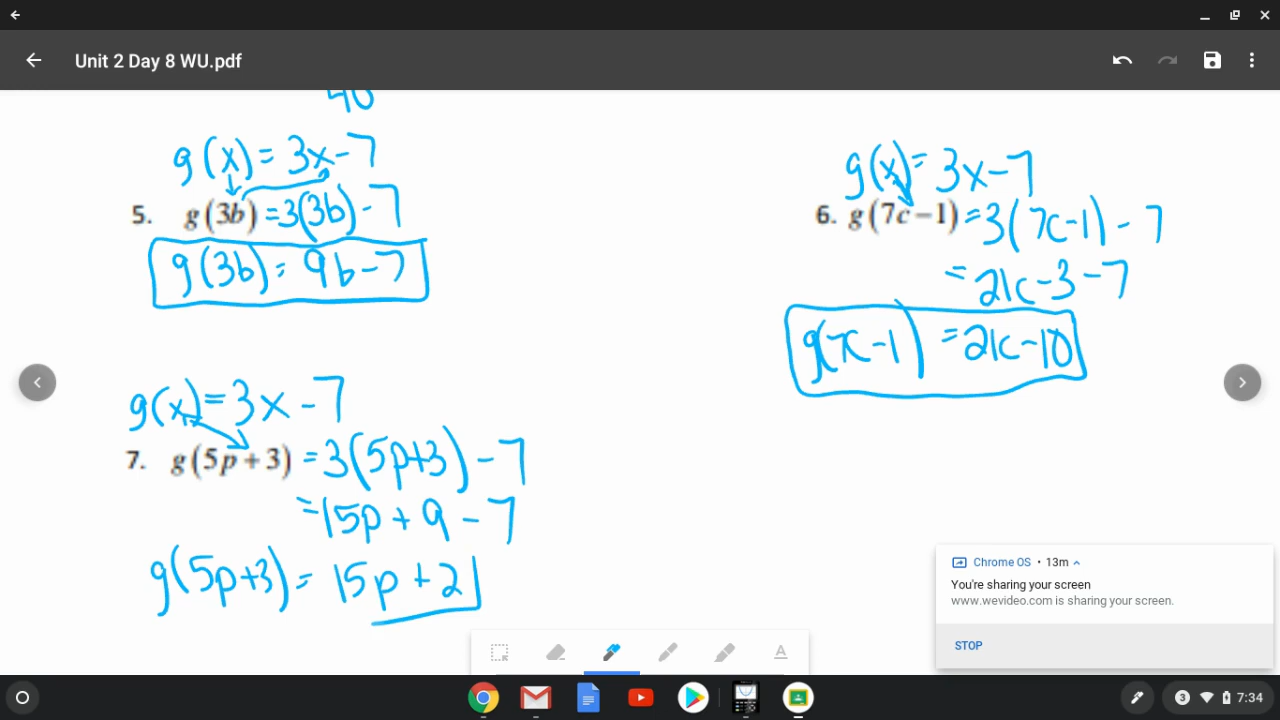 Unit 2 Day 8 WU.pdf
40
g(x) = 3x - 7
5. g(3b) = 3(3b) - 7
g(3b) = 9b - 7
g(x) = 3x - 7
6. g(7c - 1) = 3(7c - 1) - 7
= 21c - 3 - 7
g(7c - 1) = 21c - 10
g(x) = 3x - 7
7. g(5p + 3) = 3(5p + 3) - 7
= 15p + 9 - 7
g(5p + 3) = 15p + 2
Chrome OS • 13m
You're sharing your screen
www.wevideo.com is sharing your screen.
STOP
A
3 7:34